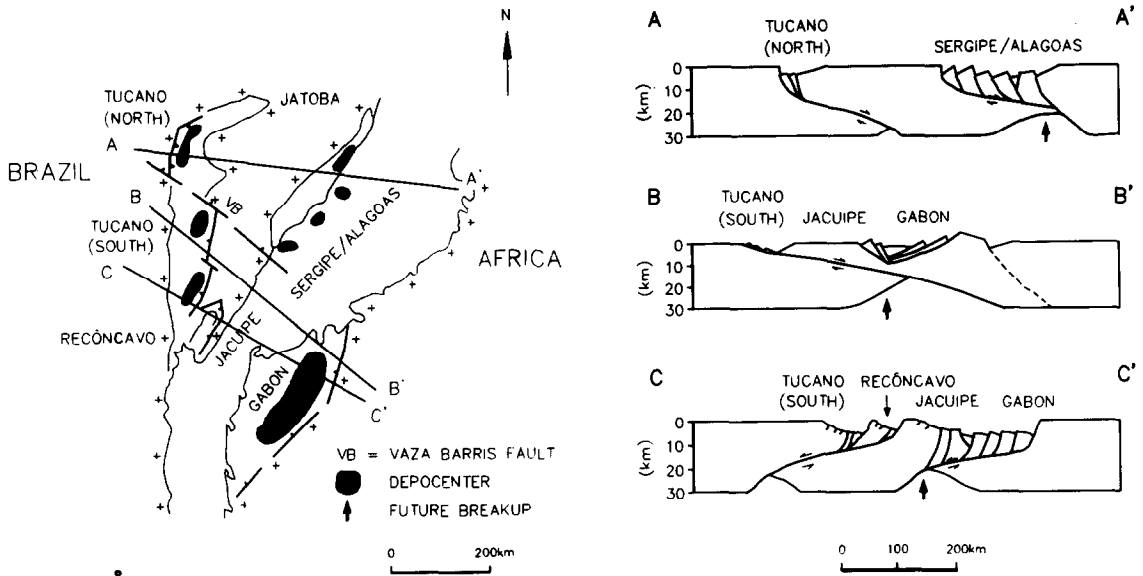 N
TUCANO
(NORTH)
JATOBA
A
A'
BRAZIL
B
VB
TUCANO
(SOUTH)
SERGIPE/ALAGOAS
AFRICA
C
RECÔNCAVO
JACUIPE
GABON
B'
C'
VB = VAZA BARRIS FAULT
DEPOCENTER
FUTURE BREAKUP
0 200km
A A'
TUCANO
(NORTH) SERGIPE/ALAGOAS
0
10
20
30
(km)
B B'
TUCANO
(SOUTH) JACUIPE GABON
0
10
20
30
(km)
C C'
TUCANO RECÔNCAVO
(SOUTH) JACUIPE GABON
0
10
20
30
(km)
0 100 200km